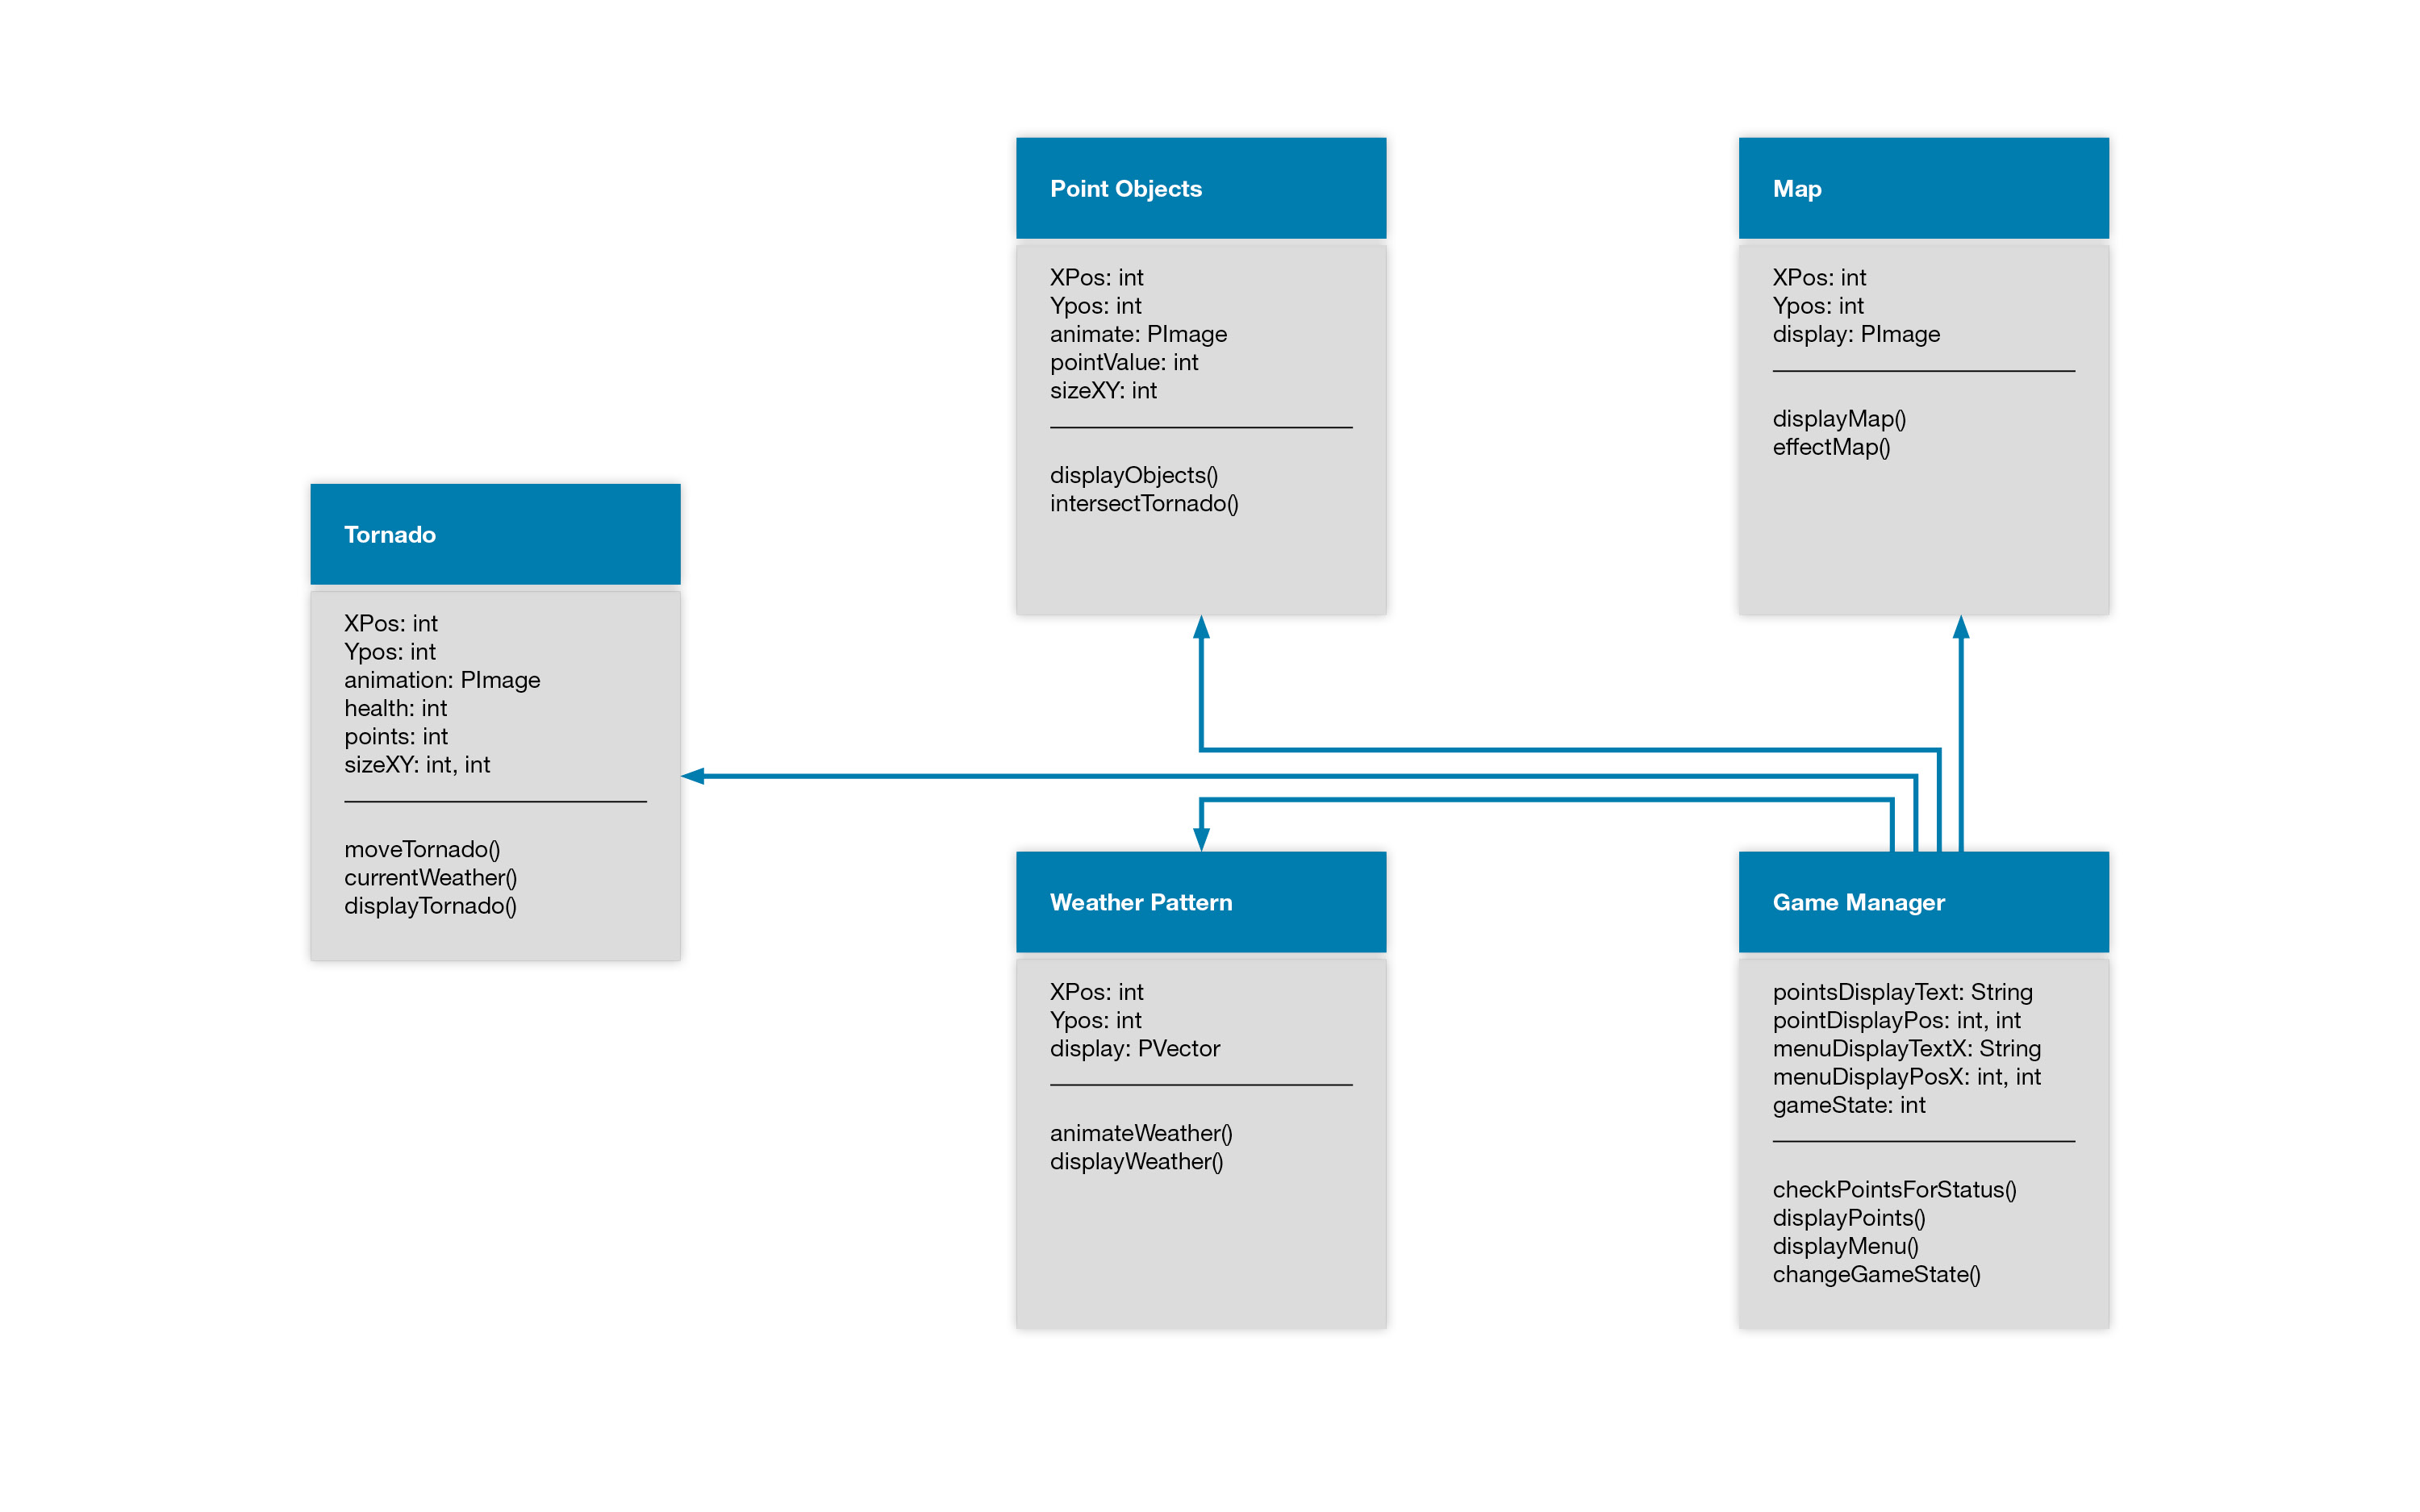 Point Objects
XPos: int
Ypos: int
animate: PImage
pointValue: int
sizeXY: int
displayObjects()
intersectTornado()
Map
XPos: int
Ypos: int
display: PImage
displayMap()
effectMap()
Tornado
XPos: int
Ypos: int
animation: PImage
health: int
points: int
sizeXY: int, int
moveTornado()
currentWeather()
displayTornado()
Weather Pattern
XPos: int
Ypos: int
display: PVector
animateWeather()
displayWeather()
Game Manager
pointsDisplayText: String
pointDisplayPos: int, int
menuDisplayTextX: String
menuDisplayPosX: int, int
gameState: int
checkPointsForStatus()
displayPoints()
displayMenu()
changeGameState()